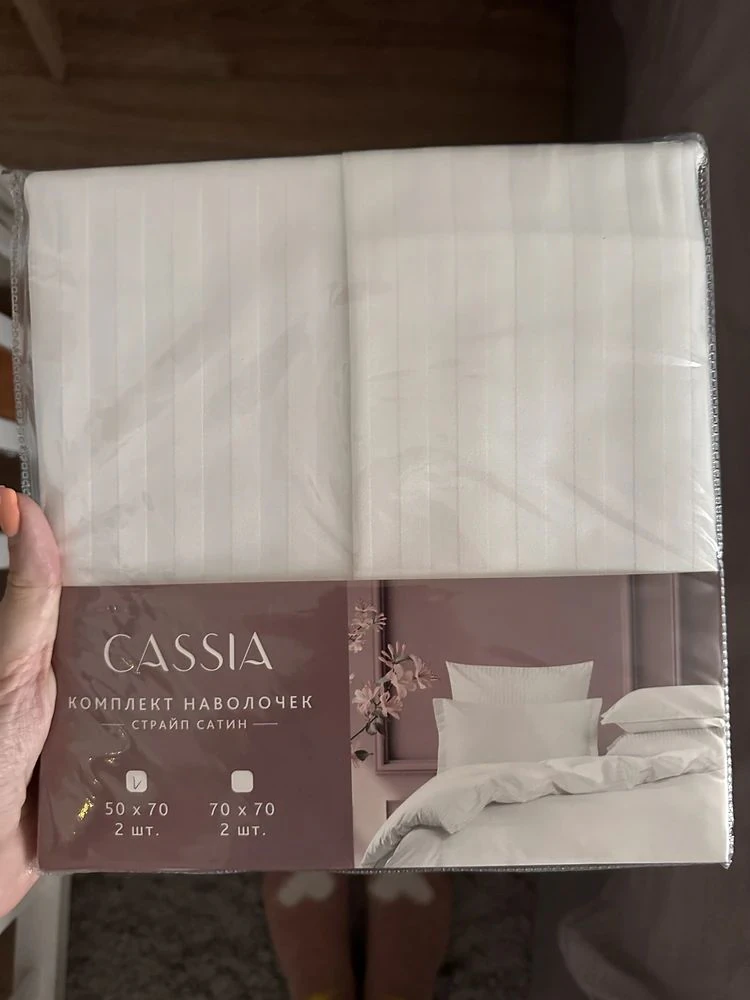 CASSIA
КОМПЛЕКТ НАВОЛОЧЕК
СТРАЙП САТИН
50 x 70 70 x 70
2 шт. 2 шт.